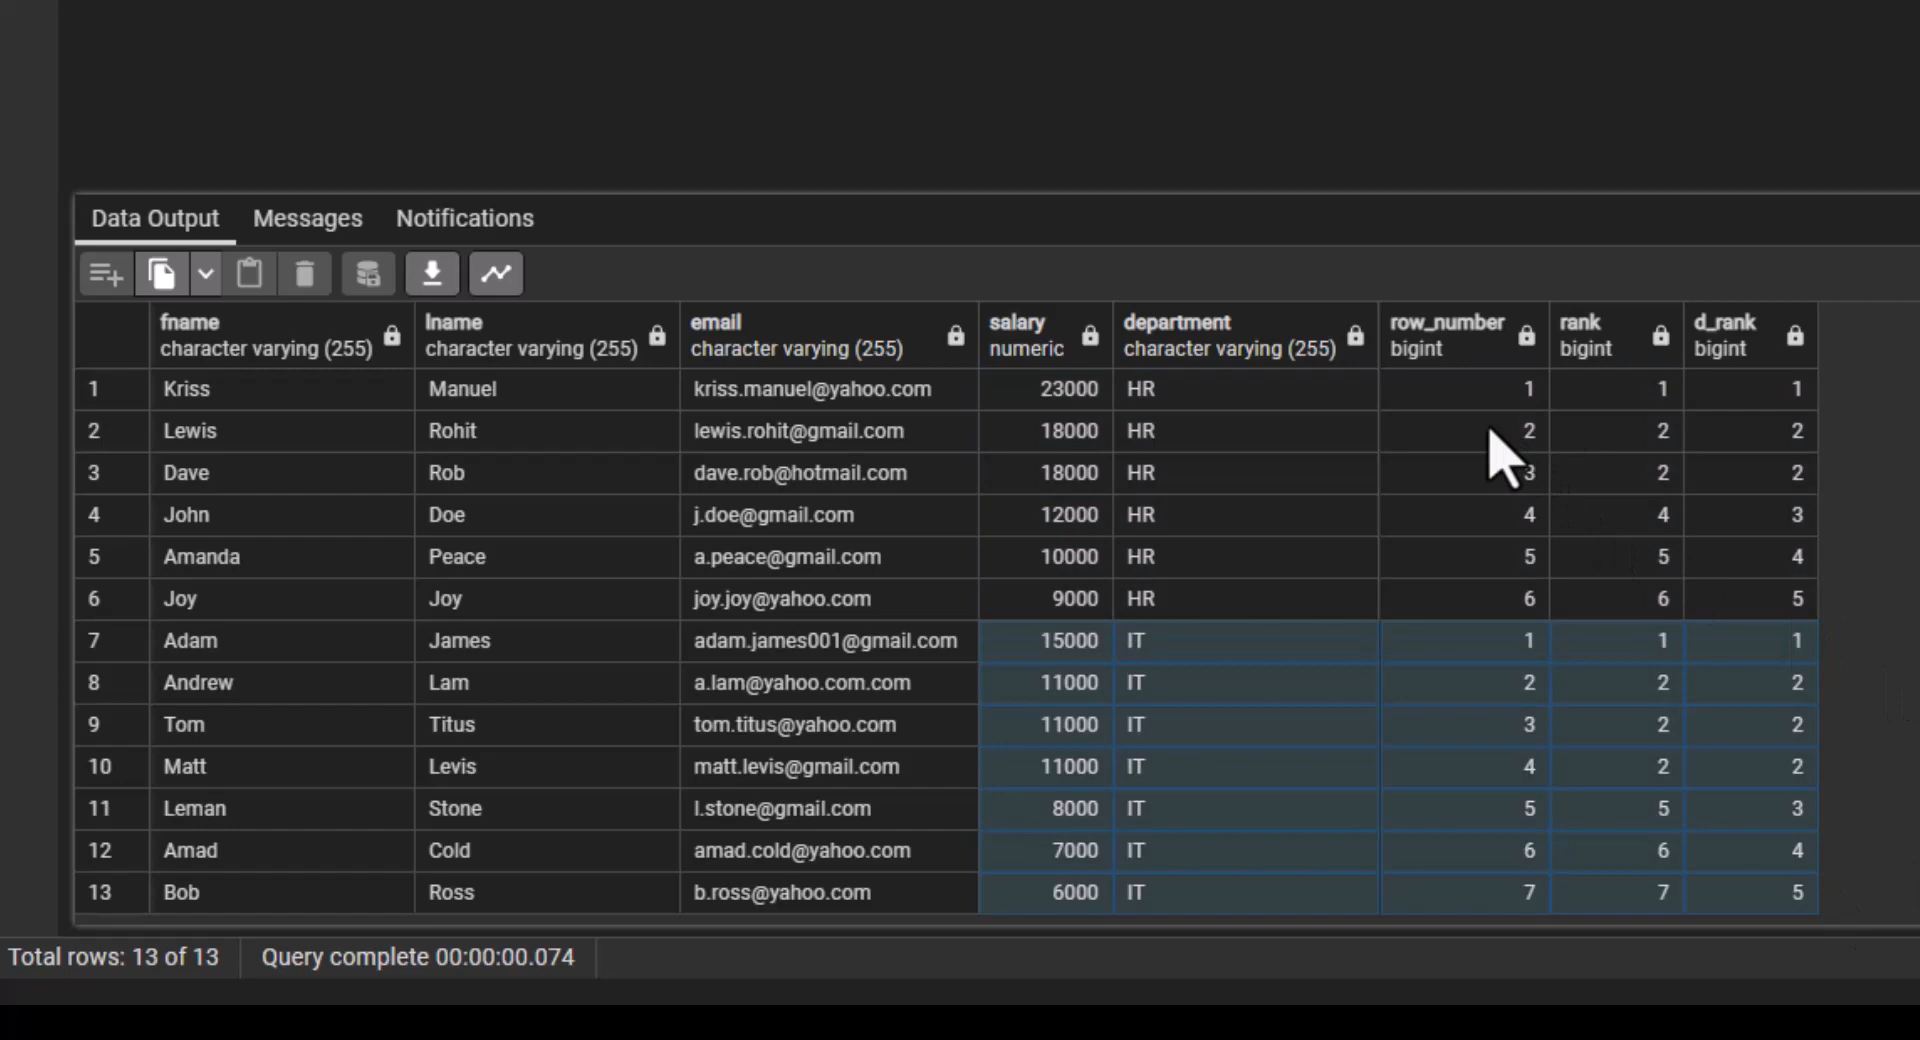 Data Output Messages Notifications
fname lname email salary department row_number rank d_rank
character varying (255) character varying (255) character varying (255) numeric character varying (255) bigint bigint bigint
1 Kriss Manuel kriss.manuel@yahoo.com 23000 HR 1 1 1
2 Lewis Rohit lewis.rohit@gmail.com 18000 HR 2 2 2
3 Dave Rob dave.rob@hotmail.com 18000 HR 3 2 2
4 John Doe j.doe@gmail.com 12000 HR 4 4 3
5 Amanda Peace a.peace@gmail.com 10000 HR 5 5 4
6 Joy Joy joy.joy@yahoo.com 9000 HR 6 6 5
7 Adam James adam.james001@gmail.com 15000 IT 1 1 1
8 Andrew Lam a.lam@yahoo.com.com 11000 IT 2 2 2
9 Tom Titus tom.titus@yahoo.com 11000 IT 3 2 2
10 Matt Levis matt.levis@gmail.com 11000 IT 4 2 2
11 Leman Stone l.stone@gmail.com 8000 IT 5 5 3
12 Amad Cold amad.cold@yahoo.com 7000 IT 6 6 4
13 Bob Ross b.ross@yahoo.com 6000 IT 7 7 5
Total rows: 13 of 13 Query complete 00:00:00.074